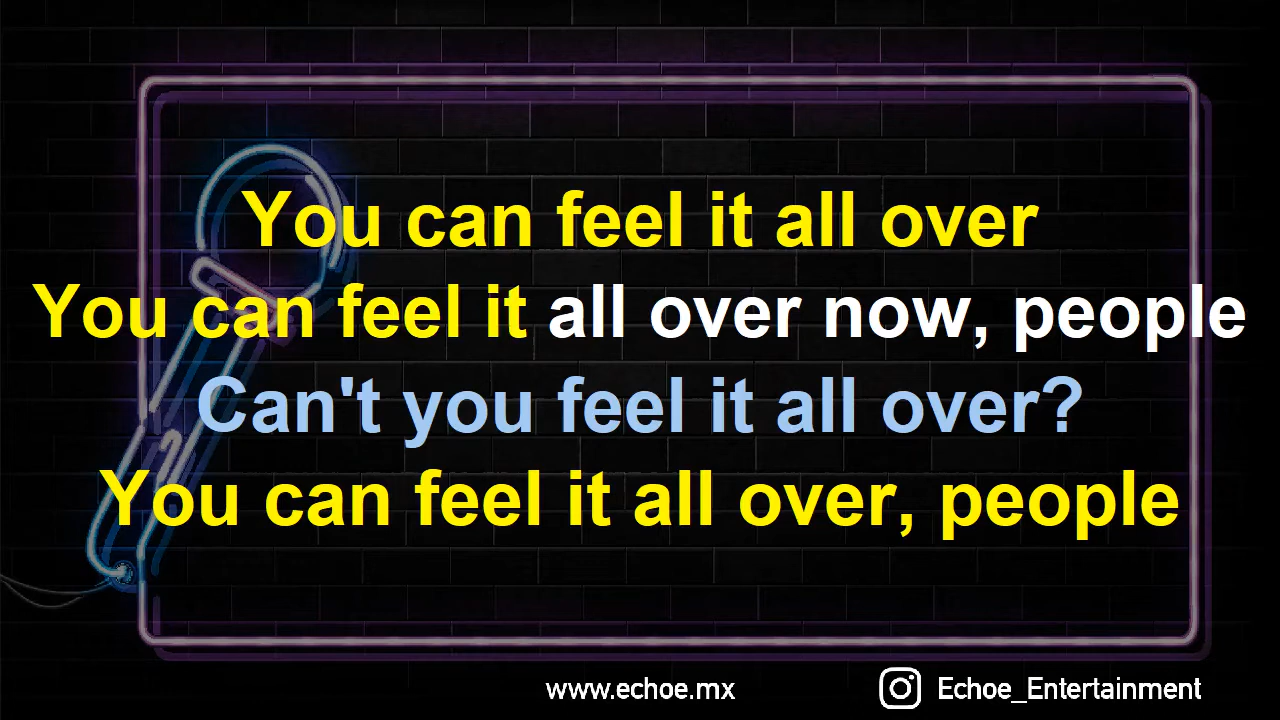 You can feel it all over
You can feel it all over now, people
Can't you feel it all over?
You can feel it all over, people
www.echoe.mx
Echoe_Entertainment